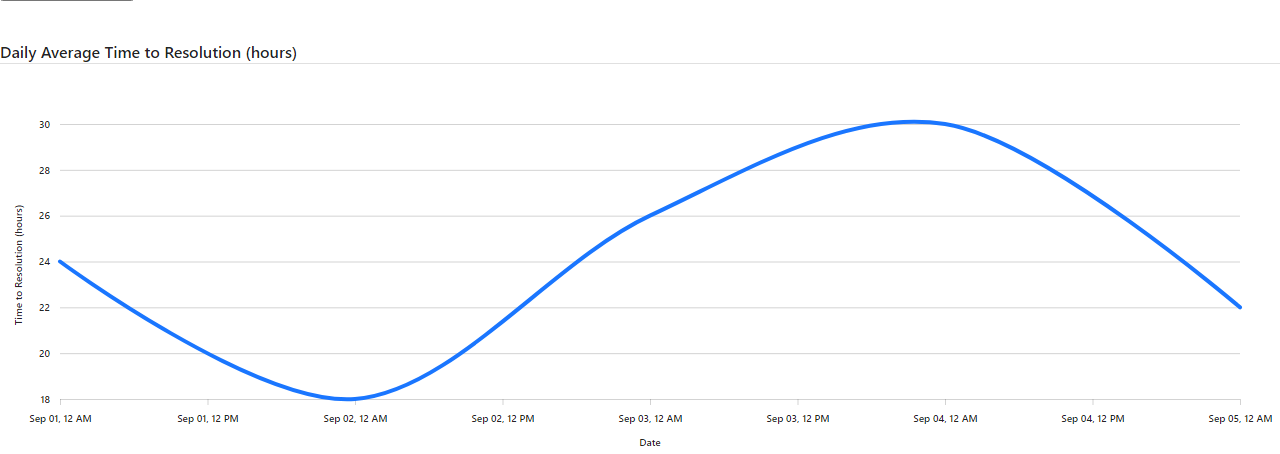 Daily Average Time to Resolution (hours)
30
28
26
24
22
20
18
Time to Resolution (hours)
Sep 01, 12 AM Sep 01, 12 PM Sep 02, 12 AM Sep 02, 12 PM Sep 03, 12 AM Sep 03, 12 PM Sep 04, 12 AM Sep 04, 12 PM Sep 05, 12 AM
Date